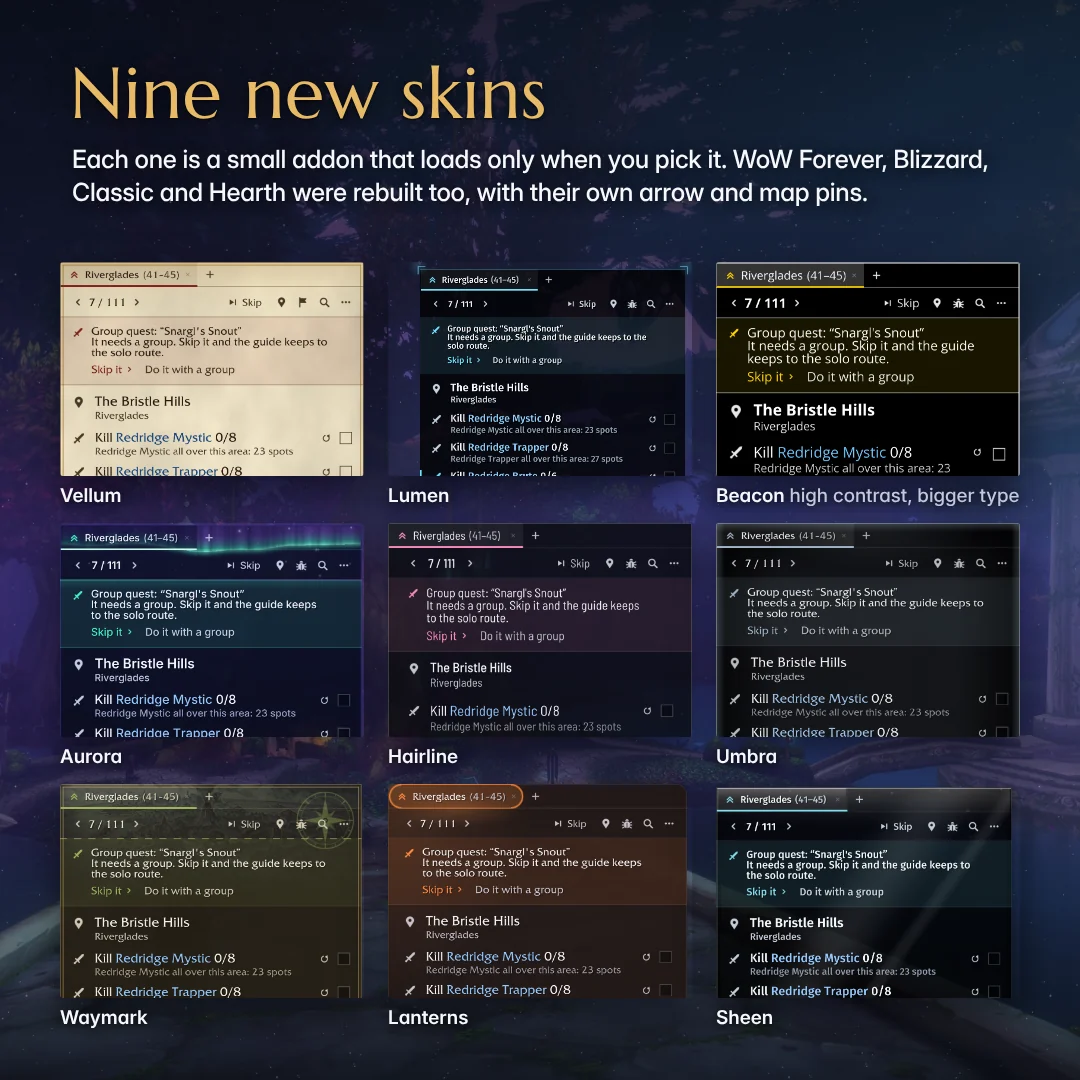 Nine new skins
Each one is a small addon that loads only when you pick it. WoW Forever, Blizzard,
Classic and Hearth were rebuilt too, with their own arrow and map pins.
Riverglades (41-45) × +
7 / 111 Skip ...
Group quest: “Snargl's Snout”
It needs a group. Skip it and the guide keeps to
the solo route.
Skip it › Do it with a group
The Bristle Hills
Riverglades
Kill Redridge Mystic 0/8
Redridge Mystic all over this area: 23 spots
Kill Redridge Trapper 0/8
Vellum
Riverglades (41-45) × +
7 / 111 Skip ...
Group quest: “Snargl's Snout”
It needs a group. Skip it and the guide keeps to the
solo route.
Skip it › Do it with a group
The Bristle Hills
Riverglades
Kill Redridge Mystic 0/8
Redridge Mystic all over this area: 23 spots
Kill Redridge Trapper 0/8
Redridge Trapper all over this area: 27 spots
Kill Redridge Brute 0/6
Lumen
Riverglades (41-45) × +
7 / 111 Skip ...
Group quest: “Snargl's Snout”
It needs a group. Skip it and the guide
keeps to the solo route.
Skip it › Do it with a group
The Bristle Hills
Riverglades
Kill Redridge Mystic 0/8
Redridge Mystic all over this area: 23
Beacon high contrast, bigger type
Riverglades (41-45) × +
7 / 111 Skip ...
Group quest: “Snargl's Snout”
It needs a group. Skip it and the guide keeps
to the solo route.
Skip it › Do it with a group
The Bristle Hills
Riverglades
Kill Redridge Mystic 0/8
Redridge Mystic all over this area: 23 spots
Kill Redridge Trapper 0/8
Aurora
Riverglades (41-45) × +
7 / 111 Skip ...
Group quest: “Snargl's Snout”
It needs a group. Skip it and the guide keeps
to the solo route.
Skip it › Do it with a group
The Bristle Hills
Riverglades
Kill Redridge Mystic 0/8
Redridge Mystic all over this area: 23 spots
Hairline
Riverglades (41-45) × +
7 / 111 Skip ...
Group quest: “Snargl's Snout”
It needs a group. Skip it and the guide keeps to
the solo route.
Skip it › Do it with a group
The Bristle Hills
Riverglades
Kill Redridge Mystic 0/8
Redridge Mystic all over this area: 23 spots
Kill Redridge Trapper 0/8
Umbra
Riverglades (41-45) +
7 / 111 Skip ...
Group quest: “Snargl's Snout”
It needs a group. Skip it and the guide keeps to
the solo route.
Skip it › Do it with a group
The Bristle Hills
Riverglades
Kill Redridge Mystic 0/8
Redridge Mystic all over this area: 23 spots
Kill Redridge Trapper 0/8
Waymark
Riverglades (41-45) × +
7 / 111 Skip ...
Group quest: “Snargl's Snout”
It needs a group. Skip it and the guide keeps
to the solo route.
Skip it › Do it with a group
The Bristle Hills
Riverglades
Kill Redridge Mystic 0/8
Redridge Mystic all over this area: 23 spots
Kill Redridge Trapper 0/8
Lanterns
Riverglades (41-45) × +
7 / 111 Skip ...
Group quest: “Snargl's Snout”
It needs a group. Skip it and the guide keeps to
the solo route.
Skip it › Do it with a group
The Bristle Hills
Riverglades
Kill Redridge Mystic 0/8
Redridge Mystic all over this area: 23 spots
Kill Redridge Trapper 0/8
Sheen